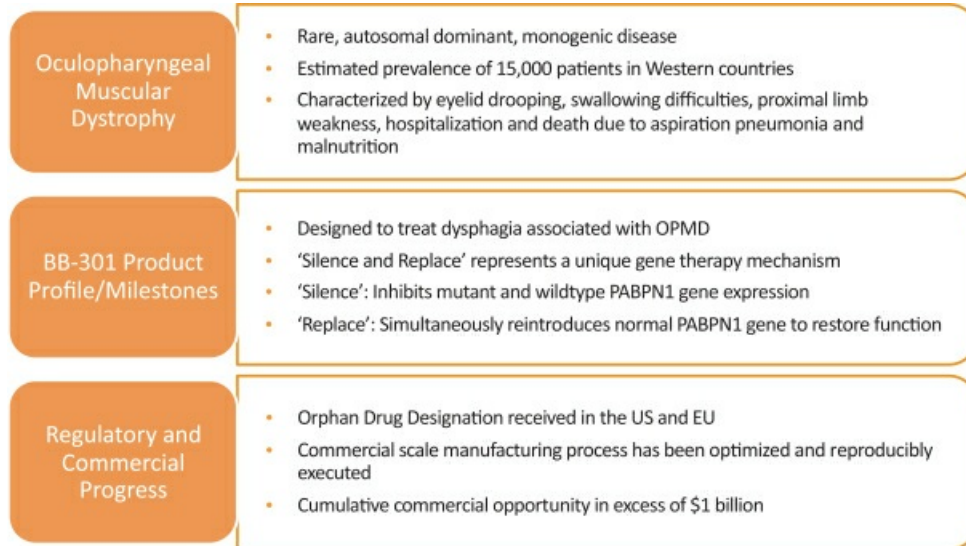 Oculopharyngeal
Muscular
Dystrophy
• Rare, autosomal dominant, monogenic disease
• Estimated prevalence of 15,000 patients in Western countries
• Characterized by eyelid drooping, swallowing difficulties, proximal limb
weakness, hospitalization and death due to aspiration pneumonia and
malnutrition
BB-301 Product
Profile/Milestones
• Designed to treat dysphagia associated with OPMD
• ‘Silence and Replace’ represents a unique gene therapy mechanism
• ‘Silence’: Inhibits mutant and wildtype PABPN1 gene expression
• ‘Replace’: Simultaneously reintroduces normal PABPN1 gene to restore function
Regulatory and
Commercial
Progress
• Orphan Drug Designation received in the US and EU
• Commercial scale manufacturing process has been optimized and reproducibly
executed
• Cumulative commercial opportunity in excess of $1 billion